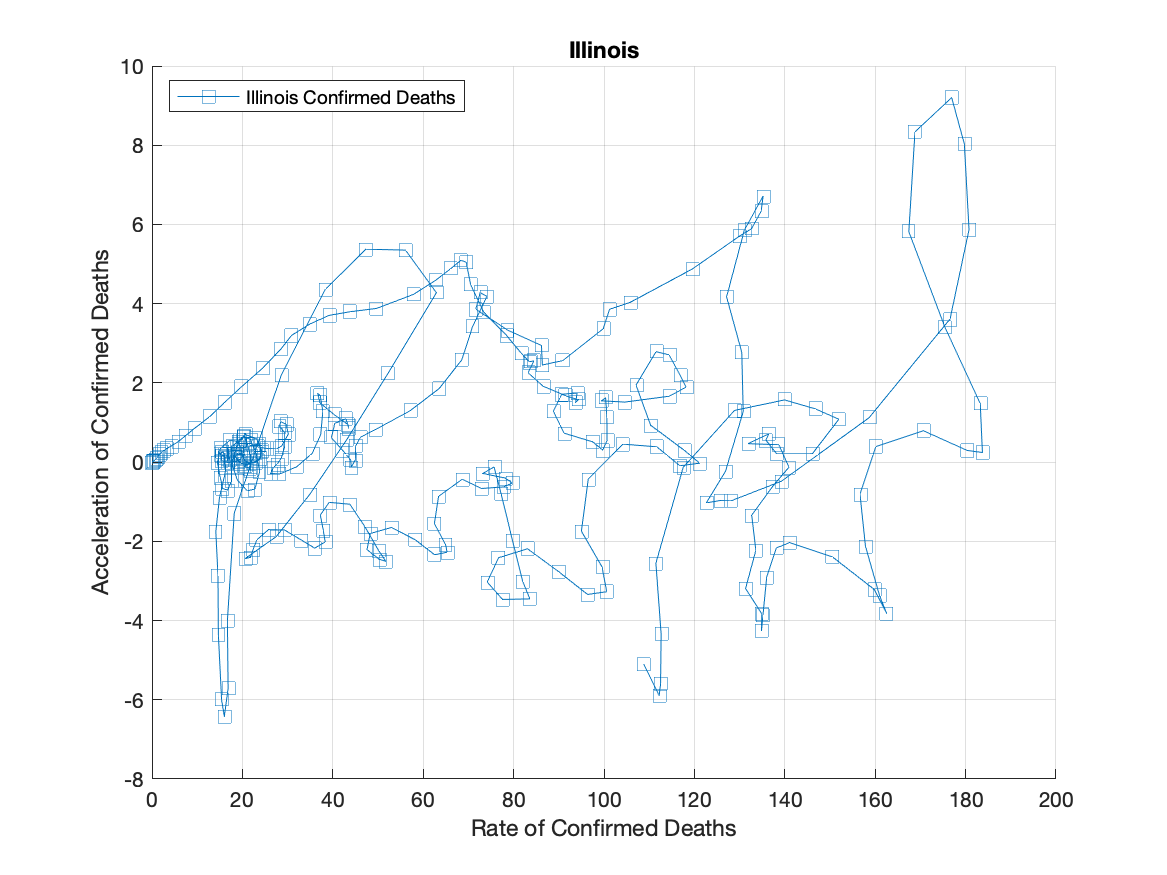 Illinois
Illinois Confirmed Deaths
Acceleration of Confirmed Deaths
10
8
6
4
2
0
-2
-4
-6
-8
0 20 40 60 80 100 120 140 160 180 200
Rate of Confirmed Deaths